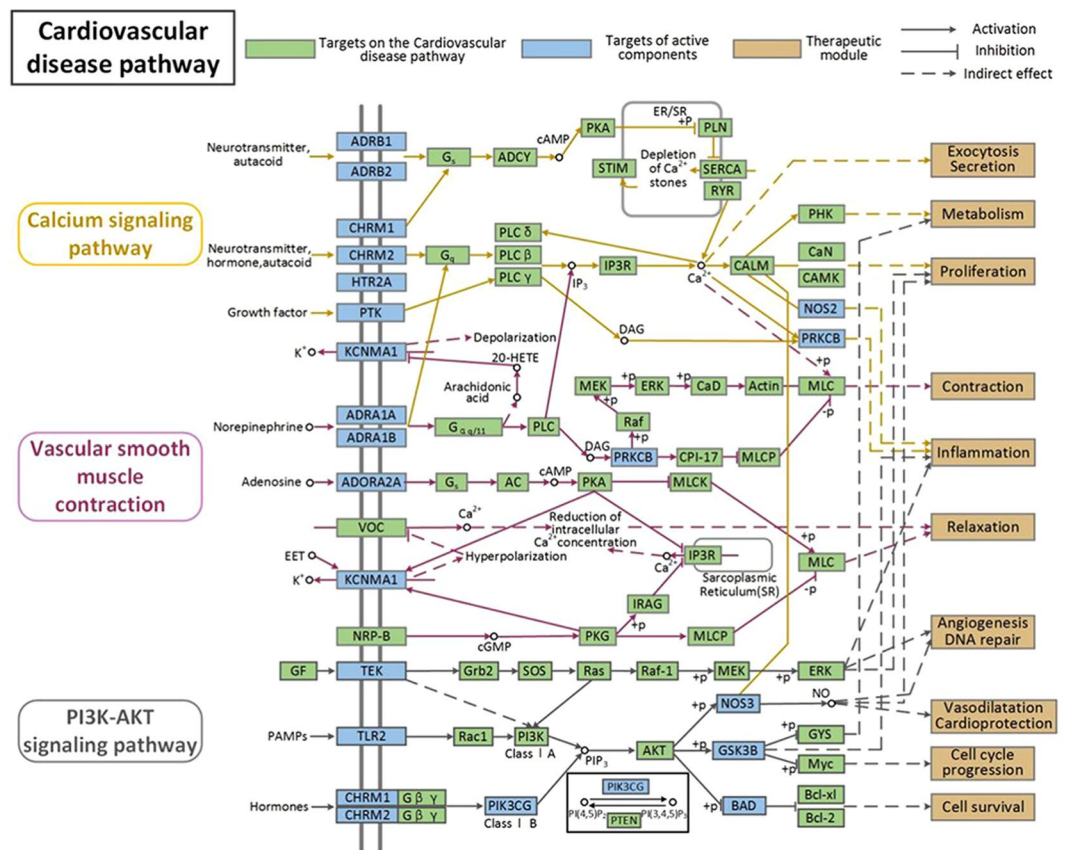 Cardiovascular
disease pathway
Targets on the Cardiovascular
disease pathway
Targets of active
components
Therapeutic
module
Activation
Inhibition
Indirect effect
Calcium signaling
pathway
Neurotransmitter,
autacoid
ADRB1
ADRB2
Gs
ADCY
cAMP
PKA
ER/SR
+P
PLN
STIM
Depletion
of Ca2+
stones
SERCA
RYR
Exocytosis
Secretion
CHRM1
Neurotransmitter,
hormone,autacoid
CHRM2
HTR2A
Gq
PLC δ
PLC β
PLC γ
IP3
IP3R
Ca2+
CALM
PHK
CaN
CAMK
NOS2
PRKCB
Metabolism
Proliferation
Growth factor
PTK
DAG
Vascular smooth
muscle
contraction
K+
KCNMA1
Depolarization
20-HETE
Arachidonic
acid
Norepinephrine
ADRA1A
ADRA1B
G Gq/11
PLC
DAG
MEK
+p
ERK
+p
CaD
Actin
+p
MLC
-p
Contraction
+p
Raf
+p
PRKCB
CPI-17
MLCP
Inflammation
Adenosine
ADORA2A
Gs
AC
cAMP
PKA
MLCK
VOC
Ca2+
Reduction of
intracellular
Ca2+concentration
Relaxation
Hyperpolarization
EET
K+
KCNMA1
Ca2+
IP3R
Sarcoplasmic
Reticulum(SR)
+p
MLC
-p
IRAG
+p
NRP-B
cGMP
PKG
MLCP
Angiogenesis
DNA repair
PI3K-AKT
signaling pathway
GF
TEK
Grb2
SOS
Ras
Raf-1
+p
MEK
+p
ERK
PAMPs
TLR2
Rac1
PI3K
Class I A
PIP3
AKT
+p
NOS3
NO
Vasodilatation
Cardioprotection
+p
GSK3B
+p
GYS
+p
Myc
Cell cycle
progression
Hormones
CHRM1
G β γ
CHRM2
G β γ
PIK3CG
Class I B
PIK3CG
PI(4,5)P2
PI(3,4,5)P3
PTEN
+p
BAD
Bcl-xl
Bcl-2
Cell survival